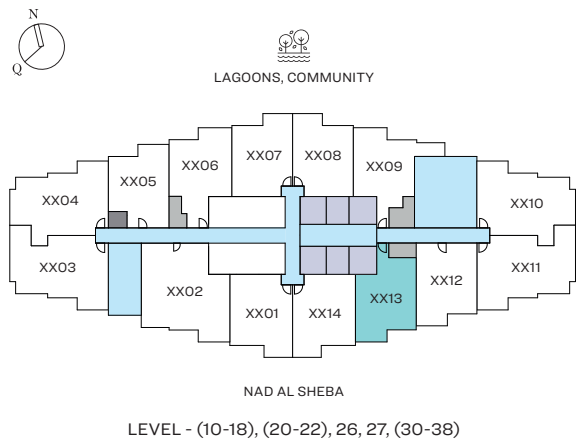 N
Q
LAGOONS, COMMUNITY
XX07 XX08
XX06 XX09
XX05
XX04 XX10
XX03 XX11
XX02 XX12
XX13
XX01 XX14
NAD AL SHEBA
LEVEL - (10-18), (20-22), 26, 27, (30-38)